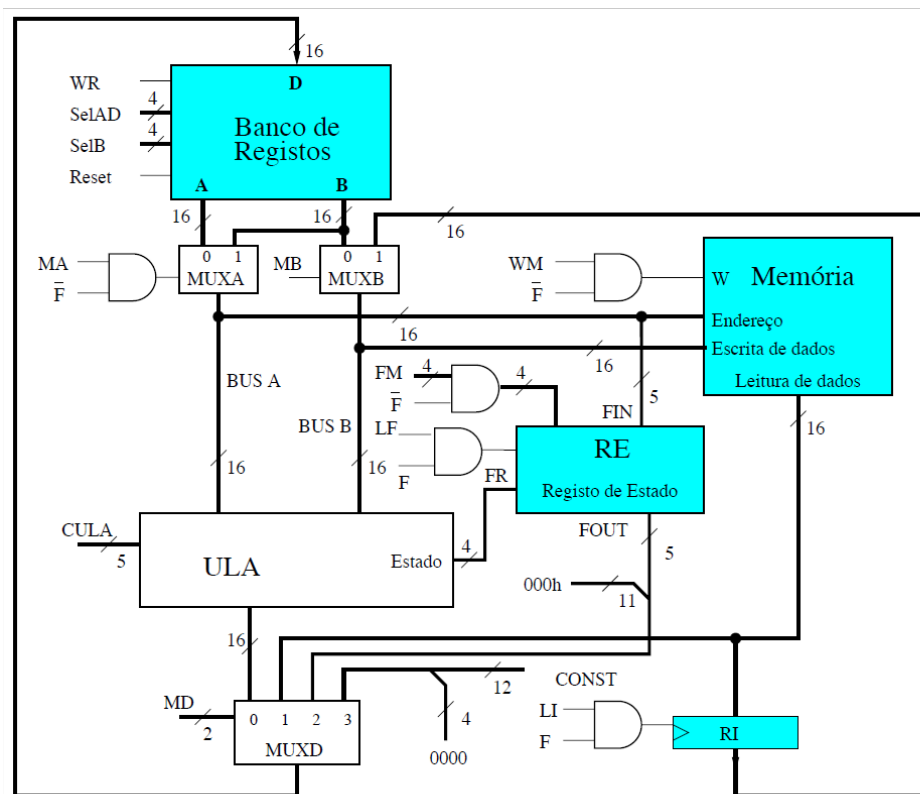 16
D
WR
SelAD
4
SelB
4
Reset
Banco de
Registos
A
B
16
16
16
MA
F̅
0 1
MUXA
MB
0 1
MUXB
WM
F̅
W
Memória
Endereço
Escrita de dados
Leitura de dados
16
16
16
BUS A
BUS B
16
16
FM
4
F̅
4
LF
F
FIN
5
RE
Registo de Estado
FR
FOUT
5
CULA
5
ULA
Estado
4
000h
11
16
MD
2
0 1 2 3
MUXD
12
CONST
4
0000
LI
F
RI